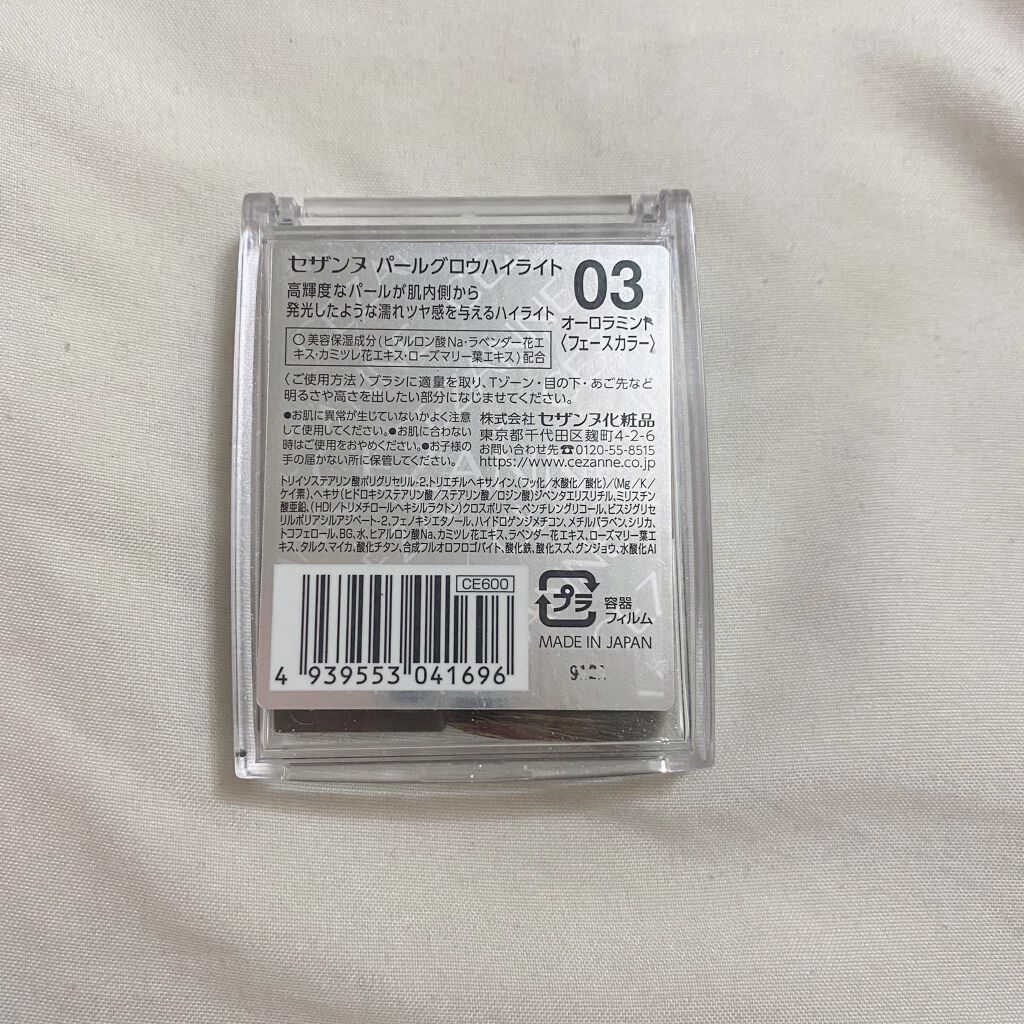 セザンヌ パールグロウハイライト
03
オーロラミント
〈フェースカラー〉
高輝度なパールが肌内側から
発光したような濡れツヤ感を与えるハイライト
○美容保湿成分(ヒアルロン酸Na・ラベンダー花エ
キス・カミツレ花エキス・ローズマリー葉エキス)配合
〈ご使用方法〉ブラシに適量を取り、Tゾーン・目の下・あご先など
明るさや高さを出したい部分になじませてください。
●お肌に異常が生じていないかよく注意
して使用してください。●お肌に合わない
時はご使用をおやめください。●お子様の
手の届かない所に保管してください。
株式会社 セザンヌ化粧品
東京都千代田区麹町4-2-6
お問い合わせ先☎0120-55-8515
https://www.cezanne.co.jp
トリイソステアリン酸ポリグリセリル-2、トリエチルヘキサノイン、(フッ化/水酸化/酸化)/(Mg/K/
ケイ素)、ヘキサ(ヒドロキシステアリン酸/ステアリン酸/ロジン酸)ジペンタエリスリチル、ミリスチン
酸亜鉛、(HDI/トリメチロールヘキシルラクトン)クロスポリマー、ペンチレングリコール、ビスジグリセ
リルポリアシルアジペート-2、フェノキシエタノール、ハイドロゲンジメチコン、メチルパラベン、シリカ、
トコフェロール、BG、水、ヒアルロン酸Na、カミツレ花エキス、ラベンダー花エキス、ローズマリー葉エ
キス、タルク、マイカ、酸化チタン、合成フルオロフロゴパイト、酸化鉄、酸化スズ、グンジョウ、水酸化Al
CE600
4 939553 041696
プラ
容器
フィルム
MADE IN JAPAN